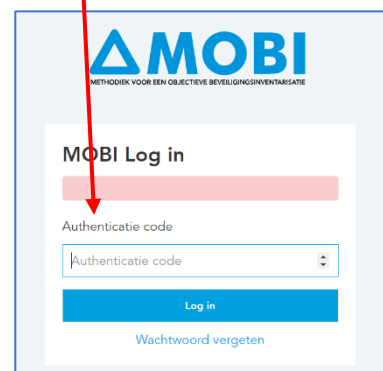 MOBI
METHODIEK VOOR EEN OBJECTIEVE BEVEILIGINGSINVENTARISATIE
MOBI Log in
Authenticatie code
Authenticatie code
Log in
Wachtwoord vergeten